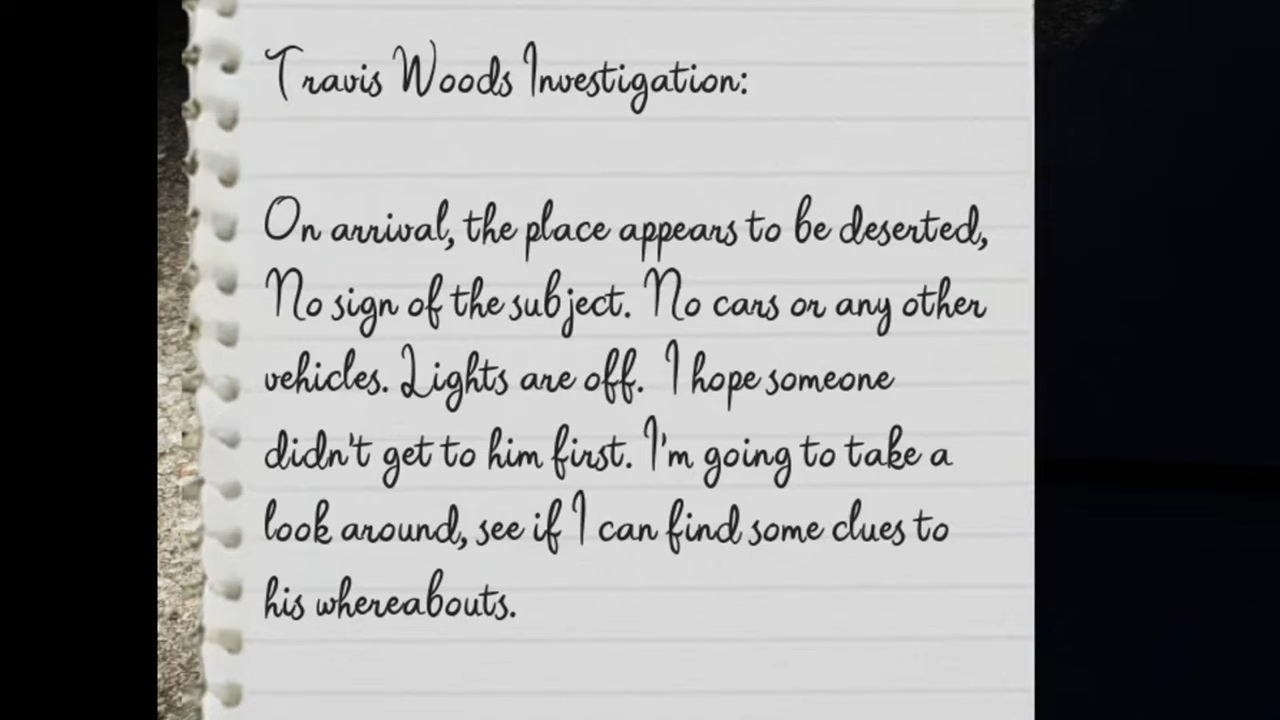 Travis Woods Investigation:
On arrival, the place appears to be deserted,
No sign of the subject. No cars or any other
vehicles. Lights are off. I hope someone
didn't get to him first. I'm going to take a
look around, see if I can find some clues to
his whereabouts.